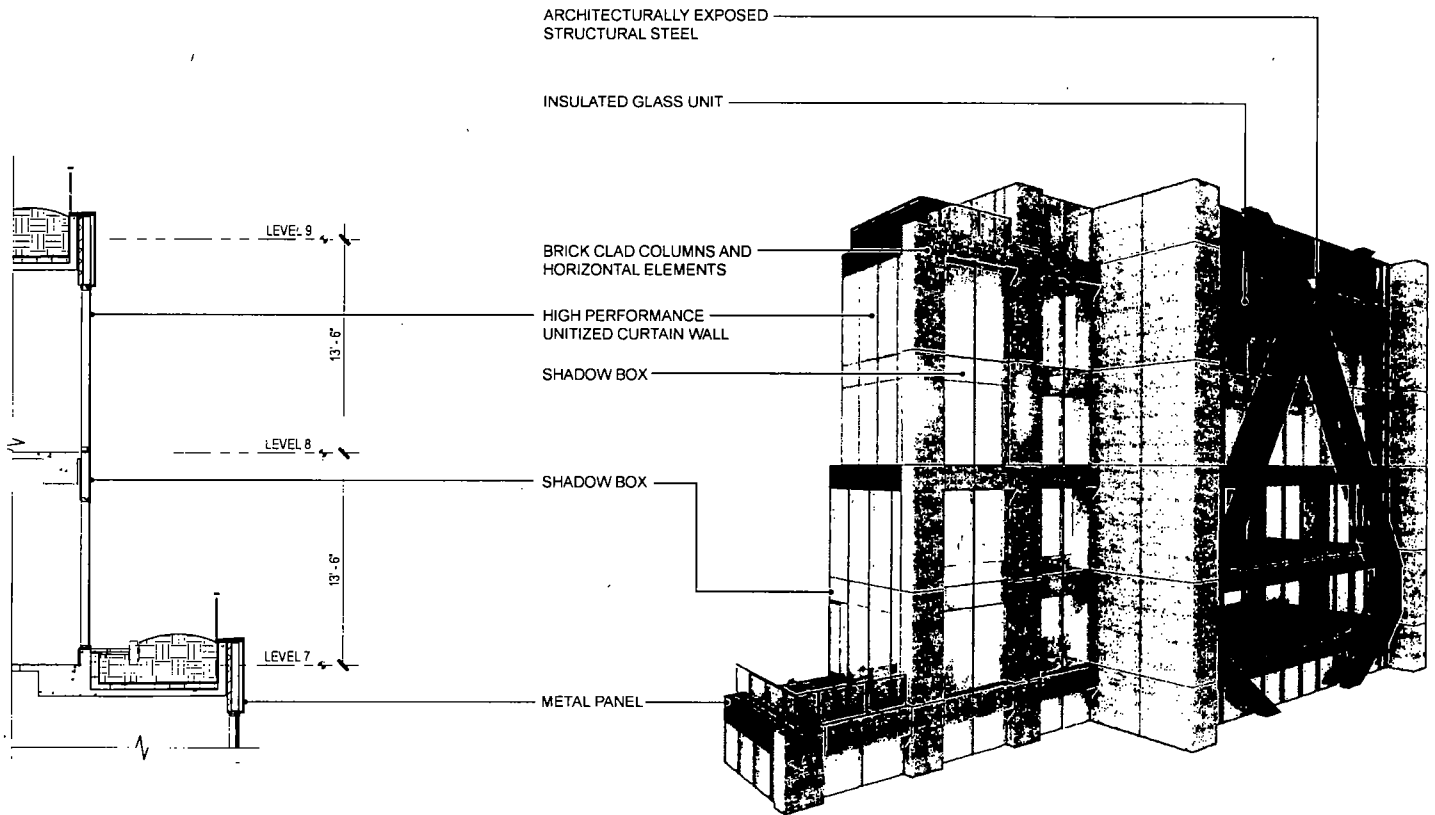 ARCHITECTURALLY EXPOSED
STRUCTURAL STEEL
INSULATED GLASS UNIT
LEVEL 9
BRICK CLAD COLUMNS AND
HORIZONTAL ELEMENTS
HIGH PERFORMANCE
UNITIZED CURTAIN WALL
13'-6"
SHADOW BOX
LEVEL 8
SHADOW BOX
13'-6"
LEVEL 7
METAL PANEL